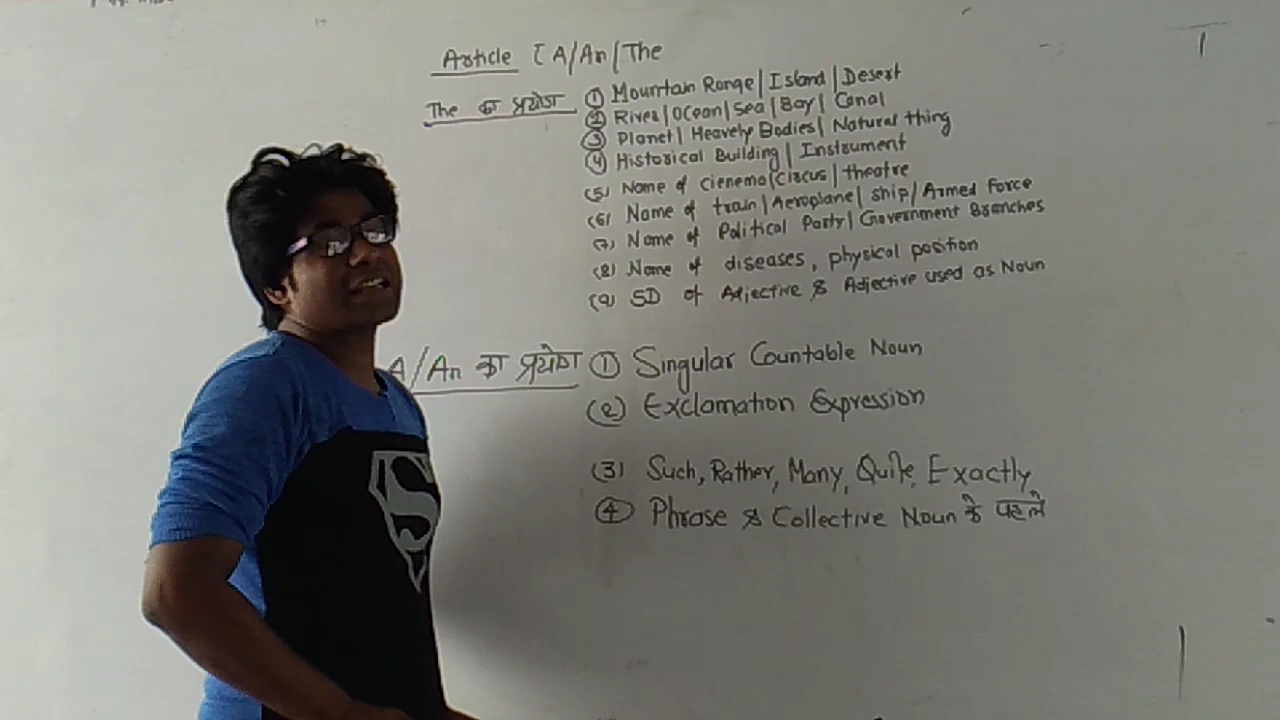 Article [ A/An/The
The का प्रयोग
① Mountain Range/Island/Desert
② River/Ocean/Sea/Bay/Canal
③ Planet/Heavely Bodies/Natural thing
④ Historical Building/Instrument
(5) Name of cienema/Circus/theatre
(6) Name of train/Aeroplane/ship/Armed Force
(7) Name of Political Party/Government Branches
(8) Name of diseases, physical position
(9) SD of Adjective & Adjective used as Noun
A/An का प्रयोग ① Singular Countable Noun
(2) Exclamation Expression
(3) Such, Rather, Many, Quite, Exactly
④ Phrase & Collective Noun के पहले
S